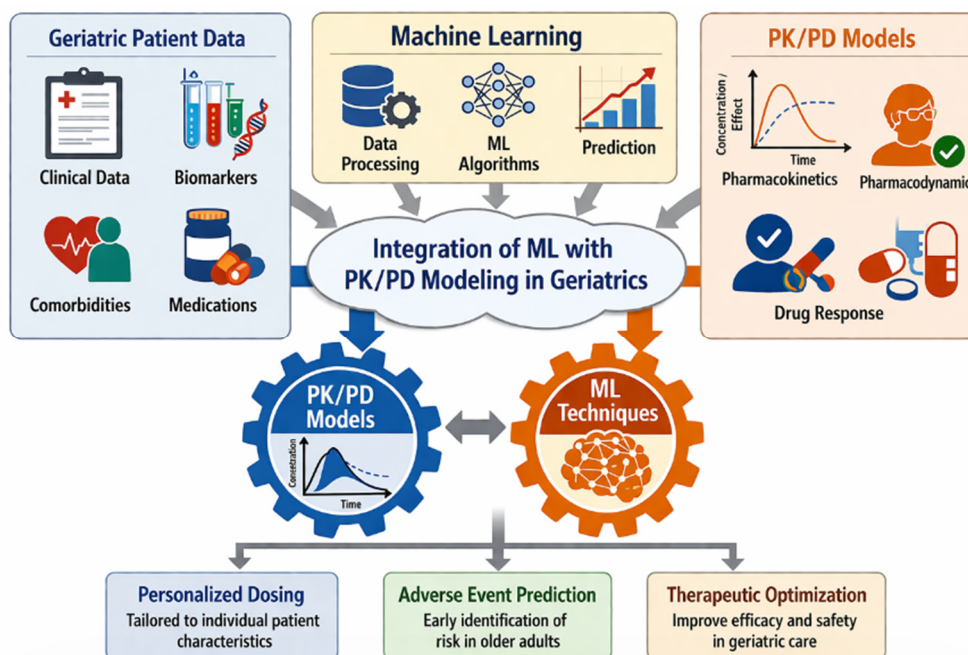 Geriatric Patient Data
Clinical Data
Biomarkers
Comorbidities
Medications
Machine Learning
Data
Processing
ML
Algorithms
Prediction
PK/PD Models
Concentration /
Effect
Time
Pharmacokinetics
Pharmacodynamic
Drug Response
Integration of ML with
PK/PD Modeling in Geriatrics
PK/PD
Models
Concentration
Time
ML
Techniques
Personalized Dosing
Tailored to individual patient
characteristics
Adverse Event Prediction
Early identification of
risk in older adults
Therapeutic Optimization
Improve efficacy and safety
in geriatric care